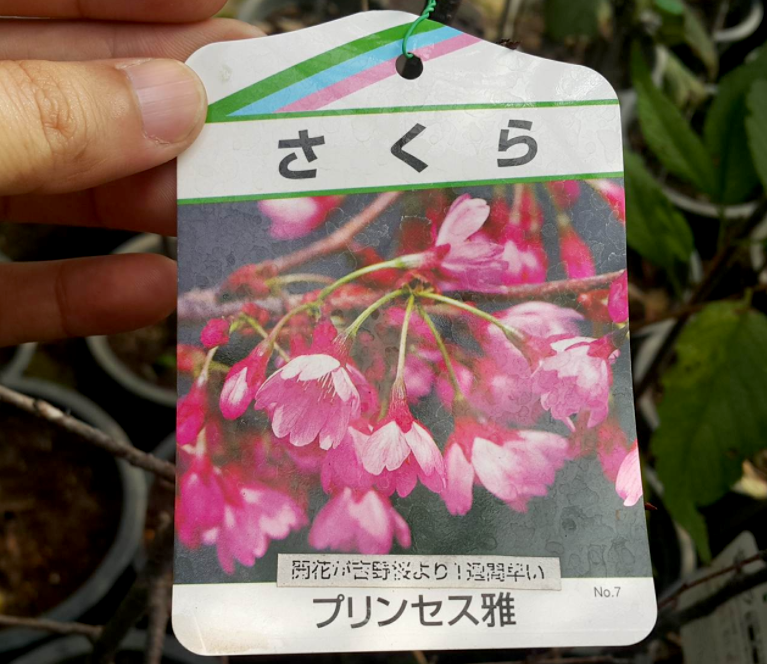 さくら
開花が吉野桜より1週間早い
No.7
プリンセス雅